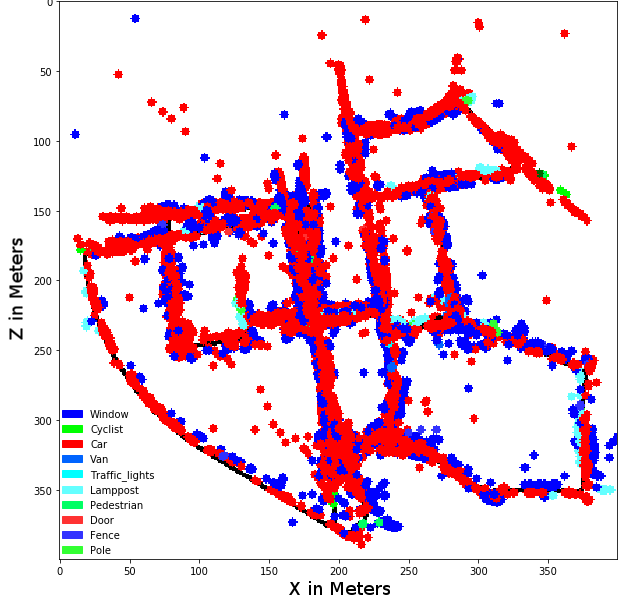 0
50
100
150
200
250
300
350
Z in Meters
Window
Cyclist
Car
Van
Traffic_lights
Lamppost
Pedestrian
Door
Fence
Pole
0 50 100 150 200 250 300 350
X in Meters